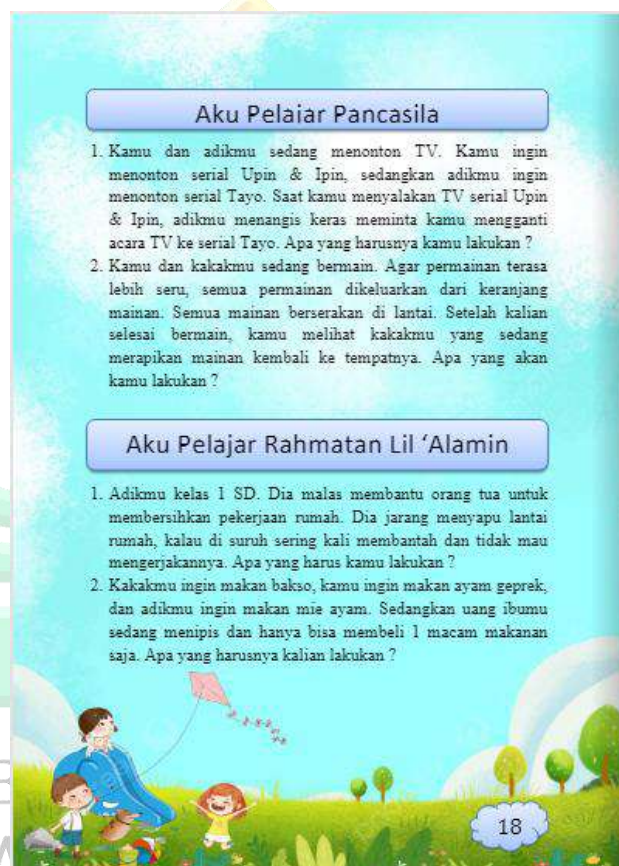 Aku Pelajar Pancasila
1. Kamu dan adikmu sedang menonton TV. Kamu ingin
menonton serial Upin & Ipin, sedangkan adikmu ingin
menonton serial Tayo. Saat kamu menyalakan TV serial Upin
& Ipin, adikmu menangis keras meminta kamu mengganti
acara TV ke serial Tayo. Apa yang harusnya kamu lakukan ?
2. Kamu dan kakakmu sedang bermain. Agar permainan terasa
lebih seru, semua permainan dikeluarkan dari keranjang
mainan. Semua mainan berserakan di lantai. Setelah kalian
selesai bermain, kamu melihat kakakmu yang sedang
merapikan mainan kembali ke tempatnya. Apa yang akan
kamu lakukan ?
Aku Pelajar Rahmatan Lil ‘Alamin
1. Adikmu kelas 1 SD. Dia malas membantu orang tua untuk
membersihkan pekerjaan rumah. Dia jarang menyapu lantai
rumah, kalau di suruh sering kali membantah dan tidak mau
mengerjakannya. Apa yang harus kamu lakukan ?
2. Kakakmu ingin makan bakso, kamu ingin makan ayam geprek,
dan adikmu ingin makan mie ayam. Sedangkan uang ibumu
sedang menipis dan hanya bisa membeli 1 macam makanan
saja. Apa yang harusnya kalian lakukan ?
18